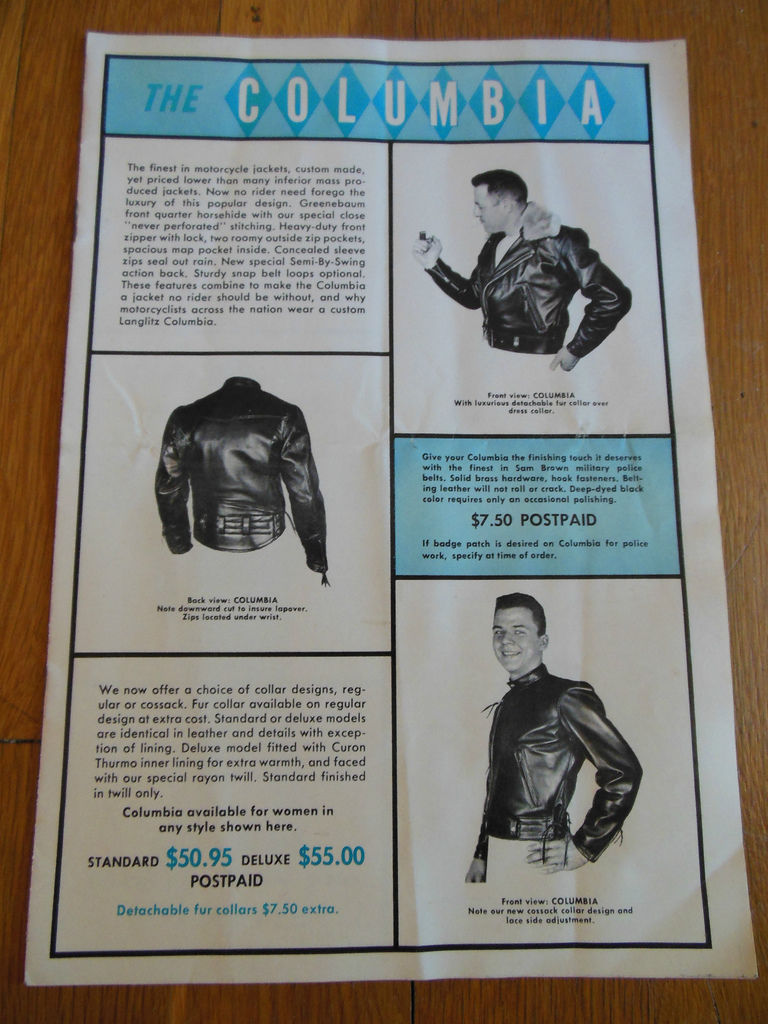 THE COLUMBIA
The finest in motorcycle jackets, custom made,
yet priced lower than many inferior mass pro-
duced jackets. Now no rider need forego the
luxury of this popular design. Greenebaum
front quarter horsehide with our special close
"never perforated" stitching. Heavy-duty front
zipper with lock, two roomy outside zip pockets,
spacious map pocket inside. Concealed sleeve
zips seal out rain. New special Semi-By-Swing
action back. Sturdy snap belt loops optional.
These features combine to make the Columbia
a jacket no rider should be without, and why
motorcyclists across the nation wear a custom
Langlitz Columbia.
Back view: COLUMBIA
Note downward cut to insure lapover.
Zips located under wrist.
We now offer a choice of collar designs, reg-
ular or cossack. Fur collar available on regular
design at extra cost. Standard or deluxe models
are identical in leather and details with excep-
tion of lining. Deluxe model fitted with Curon
Thurmo inner lining for extra warmth, and faced
with our special rayon twill. Standard finished
in twill only.
Columbia available for women in
any style shown here.
STANDARD $50.95 DELUXE $55.00
POSTPAID
Detachable fur collars $7.50 extra.
Front view: COLUMBIA
With luxurious detachable fur collar over
dress collar.
Give your Columbia the finishing touch it deserves
with the finest in Sam Brown military police
belts. Solid brass hardware, hook fasteners. Belt-
ing leather will not roll or crack. Deep-dyed black
color requires only an occasional polishing.
$7.50 POSTPAID
If badge patch is desired on Columbia for police
work, specify at time of order.
Front view: COLUMBIA
Note our new cossack collar design and
lace side adjustment.